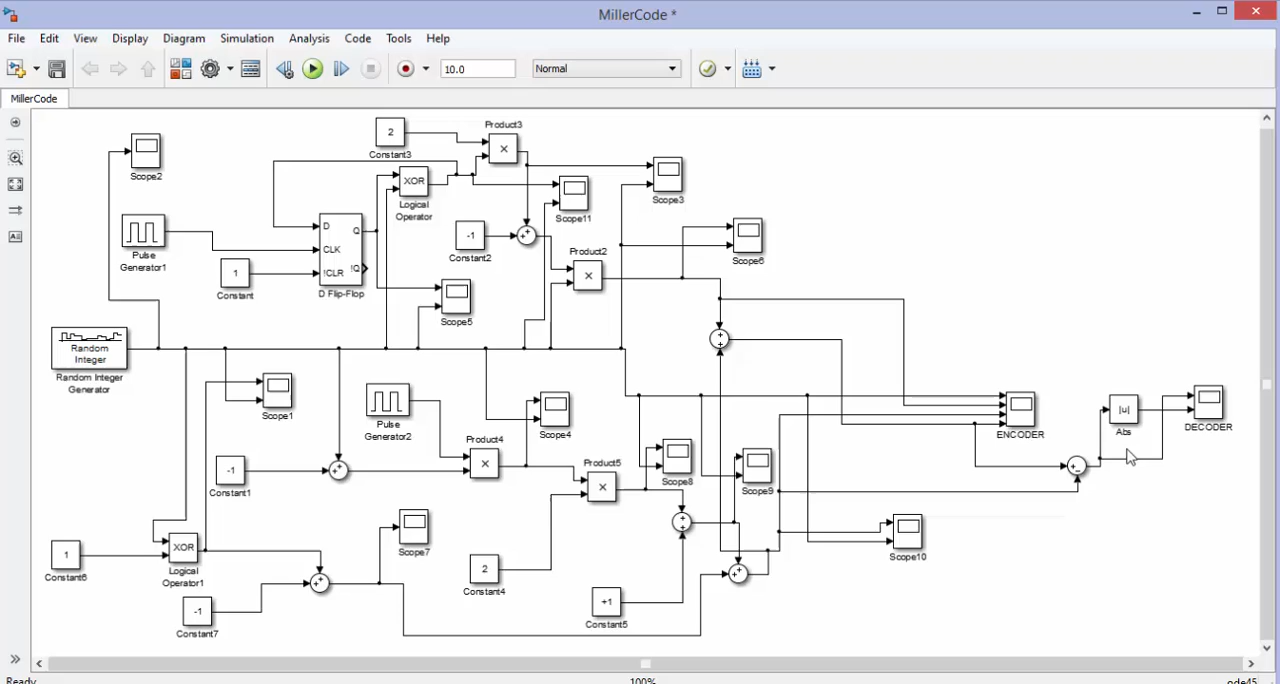 MillerCode *
File Edit View Display Diagram Simulation Analysis Code Tools Help
10.0
Normal
MillerCode
Scope2
2
Constant3
Product3
×
XOR
Logical
Operator
Scope11
Scope3
Pulse
Generator1
1
Constant
D
CLK
!CLR
Q
!Q
D Flip-Flop
-1
Constant2
Product2
×
Scope6
Scope5
Random
Integer
Random Integer
Generator
Scope1
Pulse
Generator2
Scope4
-1
Constant1
Product4
×
Product5
×
Scope8
Scope9
ENCODER
|u|
Abs
DECODER
1
Constant6
XOR
Logical
Operator1
Scope7
2
Constant4
+1
Constant5
Scope10
-1
Constant7
Ready
100%
ode45